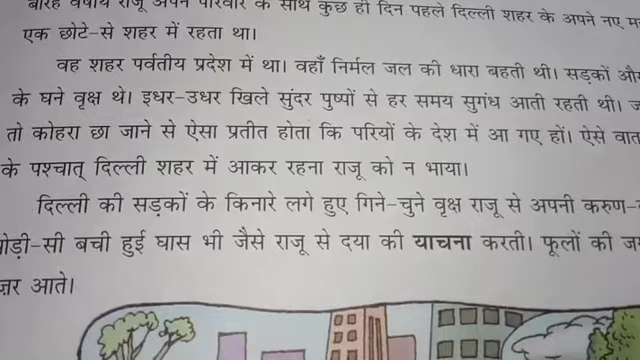 बारह वर्षीय राजू अपने परिवार के साथ कुछ ही दिन पहले दिल्ली शहर के अपने नए
एक छोटे-से शहर में रहता था।
वह शहर पर्वतीय प्रदेश में था। वहाँ निर्मल जल की धारा बहती थी। सड़कों
के घने वृक्ष थे। इधर-उधर खिले सुंदर पुष्पों से हर समय सुगंध आती रहती थी।
तो कोहरा छा जाने से ऐसा प्रतीत होता कि परियों के देश में आ गए हों। ऐसे
के पश्चात् दिल्ली शहर में आकर रहना राजू को न भाया।
दिल्ली की सड़कों के किनारे लगे हुए गिने-चुने वृक्ष राजू से अपनी करुण-
थोड़ी-सी बची हुई घास भी जैसे राजू से दया की याचना करती। फूलों की
आते।